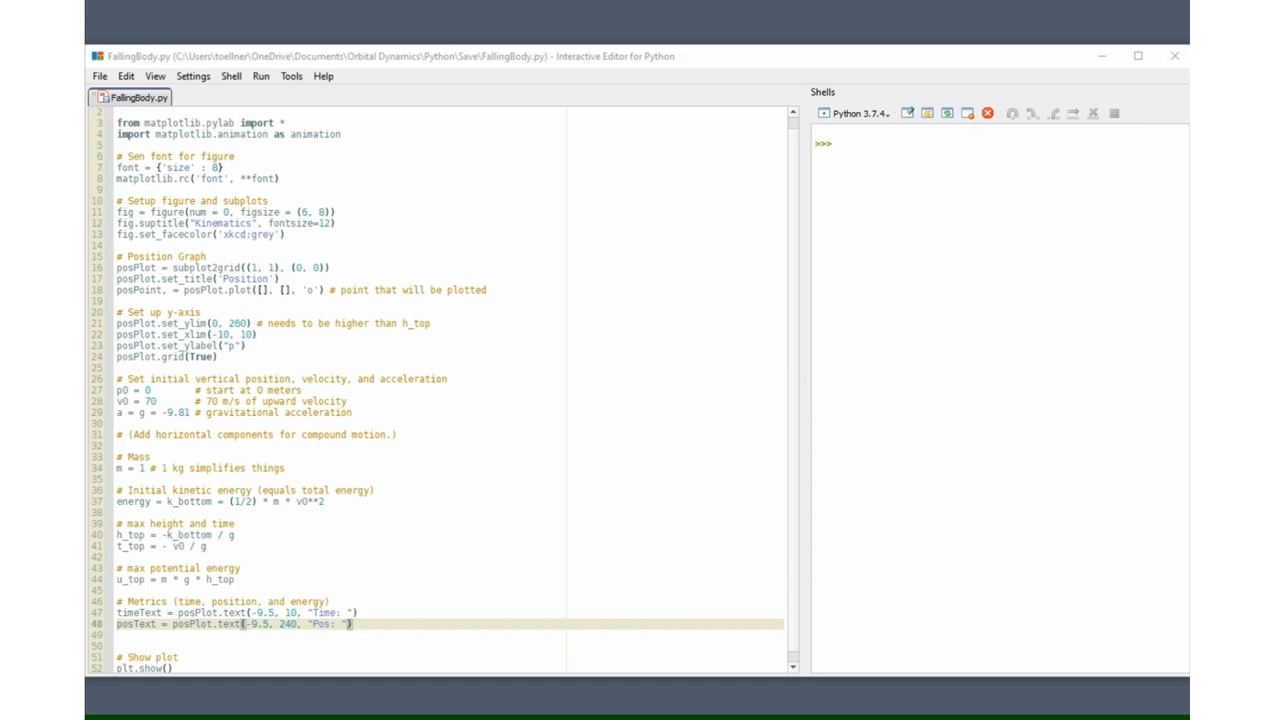 FallingBody.py (C:\Users\toellner\OneDrive\Documents\Orbital Dynamics\Python\Save\FallingBody.py) - Interactive Editor for Python
File Edit View Settings Shell Run Tools Help
FallingBody.py
2
3 from matplotlib.pylab import *
4 import matplotlib.animation as animation
5
6 # Sen font for figure
7 font = {'size' : 8}
8 matplotlib.rc('font', **font)
9
10 # Setup figure and subplots
11 fig = figure(num = 0, figsize = (6, 8))
12 fig.suptitle("Kinematics", fontsize=12)
13 fig.set_facecolor('xkcd:grey')
14
15 # Position Graph
16 posPlot = subplot2grid((1, 1), (0, 0))
17 posPlot.set_title('Position')
18 posPoint, = posPlot.plot([], [], 'o') # point that will be plotted
19
20 # Set up y-axis
21 posPlot.set_ylim(0, 260) # needs to be higher than h_top
22 posPlot.set_xlim(-10, 10)
23 posPlot.set_ylabel("p")
24 posPlot.grid(True)
25
26 # Set initial vertical position, velocity, and acceleration
27 p0 = 0 # start at 0 meters
28 v0 = 70 # 70 m/s of upward velocity
29 a = g = -9.81 # gravitational acceleration
30
31 # (Add horizontal components for compound motion.)
32
33 # Mass
34 m = 1 # 1 kg simplifies things
35
36 # Initial kinetic energy (equals total energy)
37 energy = k_bottom = (1/2) * m * v0**2
38
39 # max height and time
40 h_top = -k_bottom / g
41 t_top = - v0 / g
42
43 # max potential energy
44 u_top = m * g * h_top
45
46 # Metrics (time, position, and energy)
47 timeText = posPlot.text(-9.5, 10, "Time: ")
48 posText = posPlot.text(-9.5, 240, "Pos: ")
49
50
51 # Show plot
52 plt.show()
Shells
Python 3.7.4
>>>